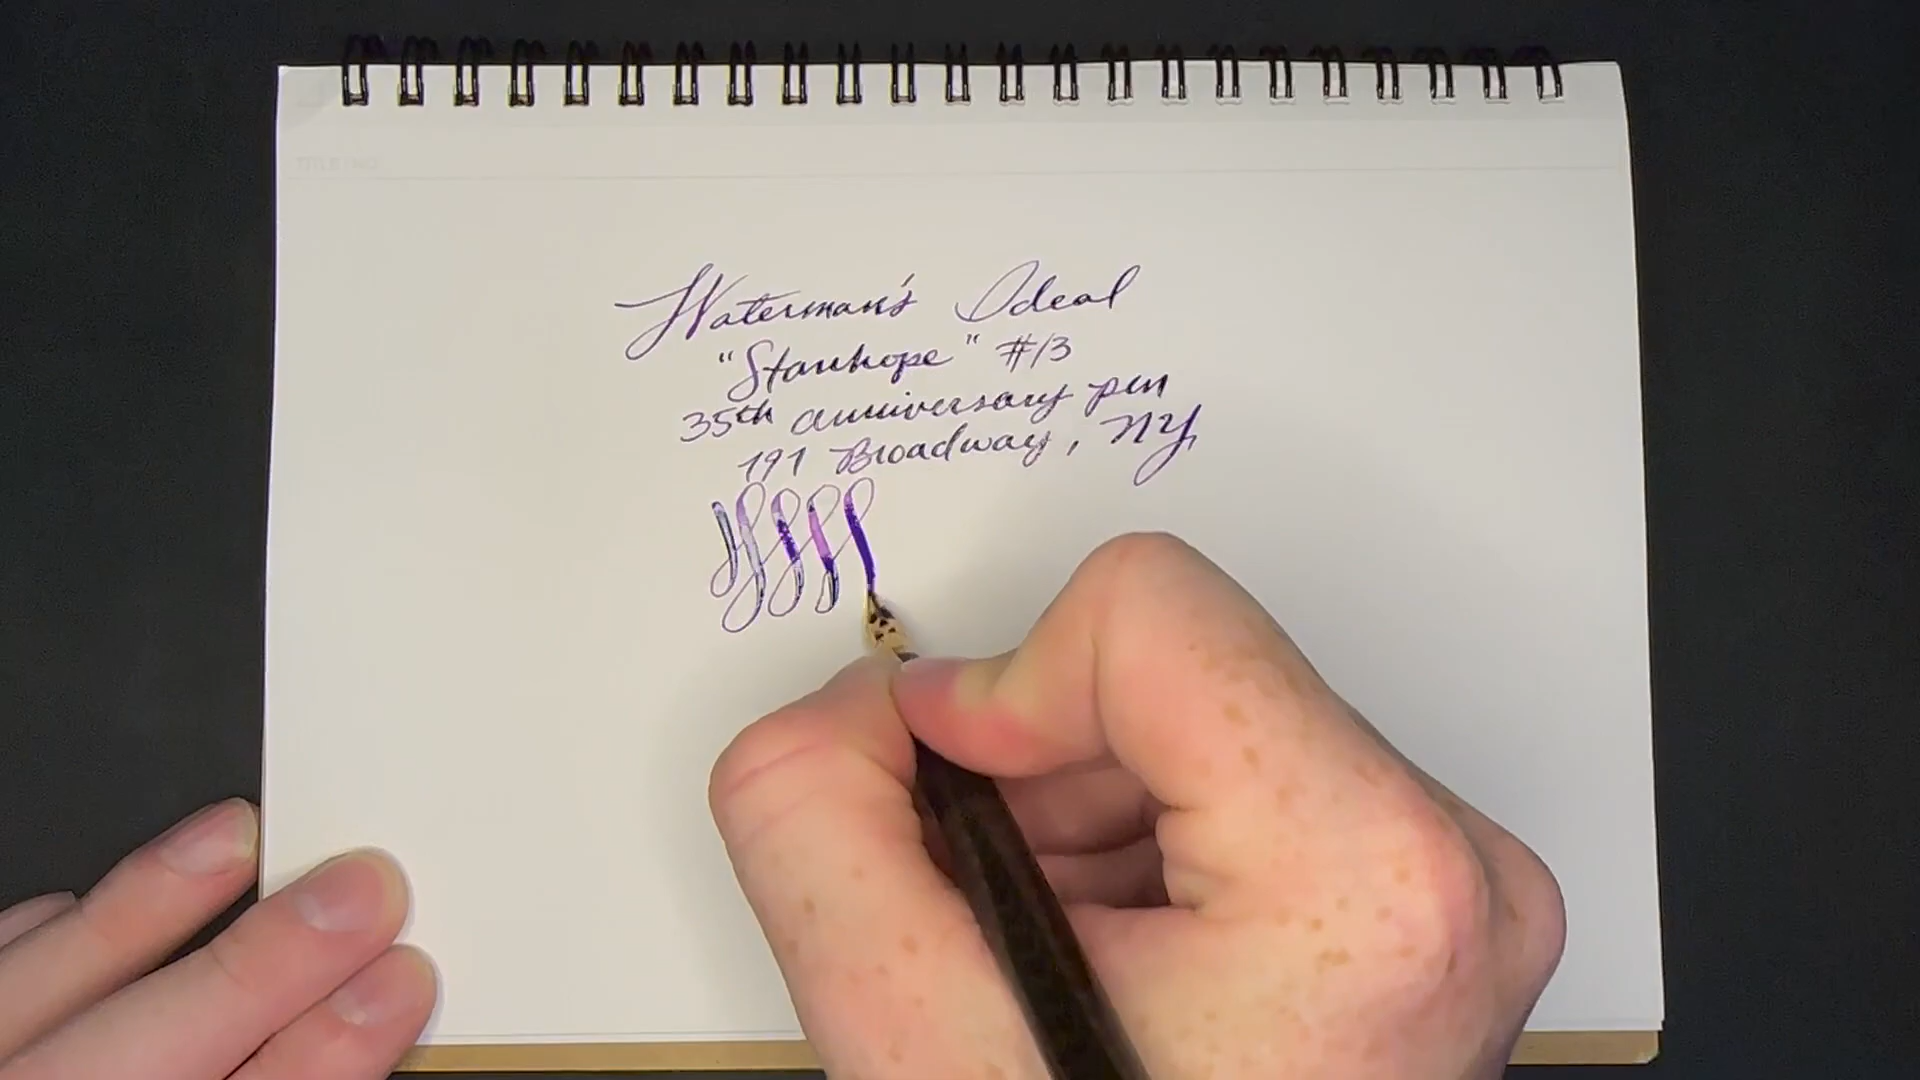 Waterman's Ideal
"Stanhope" #13
35th anniversary pen
191 Broadway, NY,